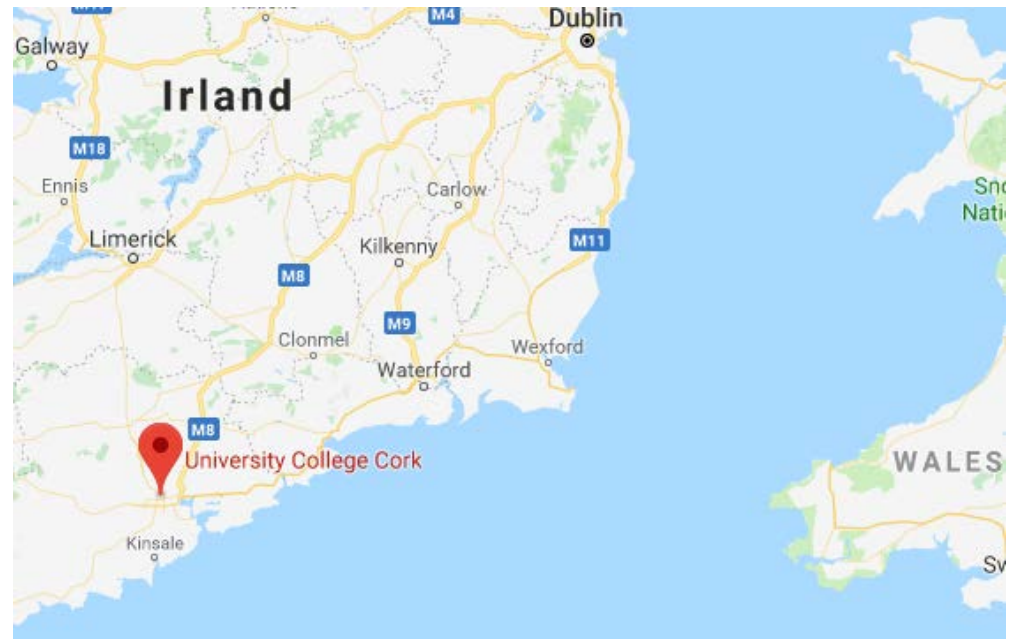 M4
Dublin
Galway
Irland
M18
Ennis
Carlow
Limerick
Kilkenny
M11
M8
M9
Clonmel
Wexford
Waterford
M8
University College Cork
WALES
Kinsale